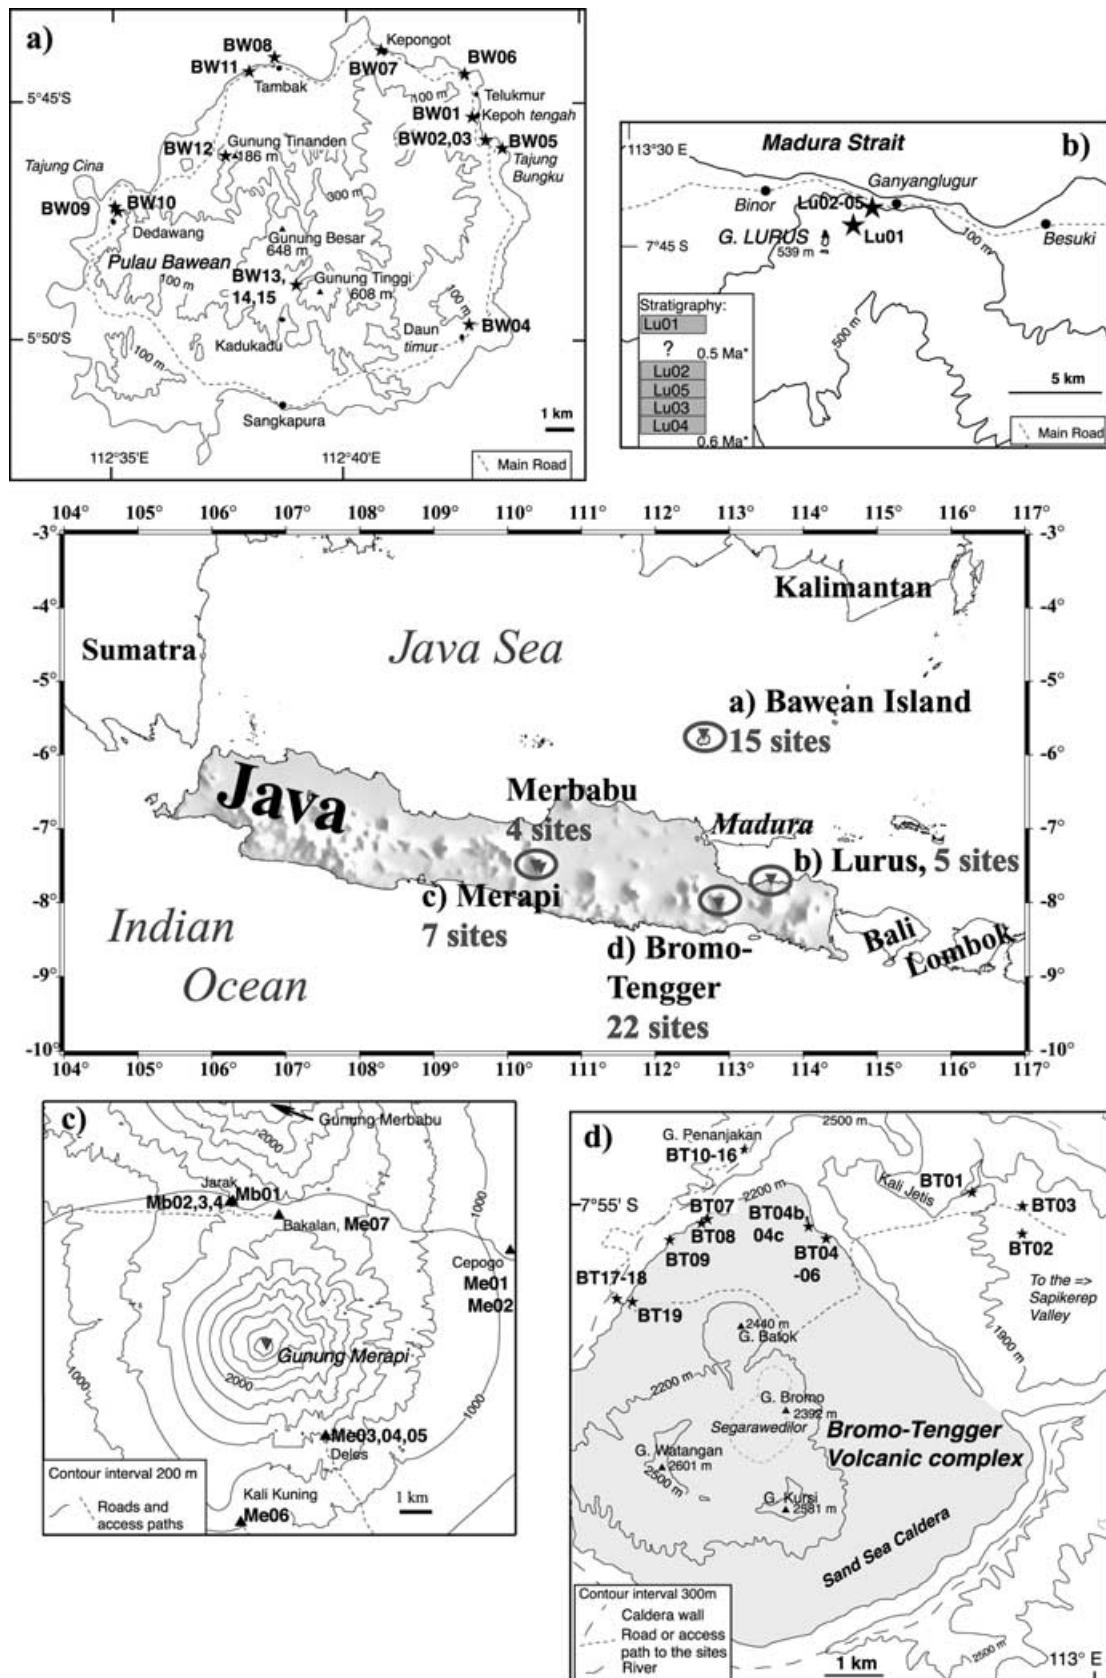 a)
BW08
Kepongot
BW11
BW07
BW06
Tambak
5°45'S
100 m
Telukmur
BW01
Kepoh tengah
BW02,03
BW05
Gunung Tinanden
BW12
186 m
Tajung
Bungku
Tajung Cina
300 m
BW09
BW10
Dedawang
Gunung Besar
648 m
Pulau Bawean
100 m
BW13,
14,15
Gunung Tinggi
608 m
100 m
BW04
Daun
timur
5°50'S
Kadukadu
100 m
Sangkapura
1 km
112°35'E
112°40'E
Main Road
b)
113°30 E
Madura Strait
Ganyanglugur
Binor
Lu02-05
Lu01
G. LURUS
539 m
7°45 S
100 m
Besuki
Stratigraphy:
Lu01
?
0.5 Ma*
Lu02
Lu05
Lu03
Lu04
0.6 Ma*
500 m
5 km
Main Road
104° 105° 106° 107° 108° 109° 110° 111° 112° 113° 114° 115° 116° 117°
-3° -3°
Kalimantan
-4° -4°
Sumatra
Java Sea
-5° -5°
a) Bawean Island
15 sites
-6° -6°
Java
Merbabu
4 sites
Madura
-7° -7°
b) Lurus, 5 sites
c) Merapi
7 sites
-8° -8°
Indian
Ocean
d) Bromo-
Tengger
22 sites
Bali
Lombok
-9° -9°
-10° -10°
104° 105° 106° 107° 108° 109° 110° 111° 112° 113° 114° 115° 116° 117°
c)
Gunung Merbabu
2000
Jarak
Mb01
Mb02,3,4
Bakalan, Me07
1000
Cepogo
Me01
Me02
Gunung Merapi
2000
1000
1000
Me03,04,05
Deles
Contour interval 200 m
Roads and
access paths
Kali Kuning
Me06
1 km
d)
G. Penanjakan
BT10-16
2500 m
7°55' S
2200 m
Kali Jetis
BT01
BT03
BT02
BT07
BT08
BT09
BT04b,
04c
BT04
-06
BT17-18
BT19
To the =>
Sapikerep
Valley
1900 m
2440 m
G. Batok
2200 m
G. Bromo
2392 m
Segarawedilor
Bromo-Tengger
Volcanic complex
G. Watangan
2601 m
2500 m
G. Kursi
2581 m
Sand Sea Caldera
Contour interval 300m
Caldera wall
Road or access
path to the sites
River
1 km
2500 m
113° E